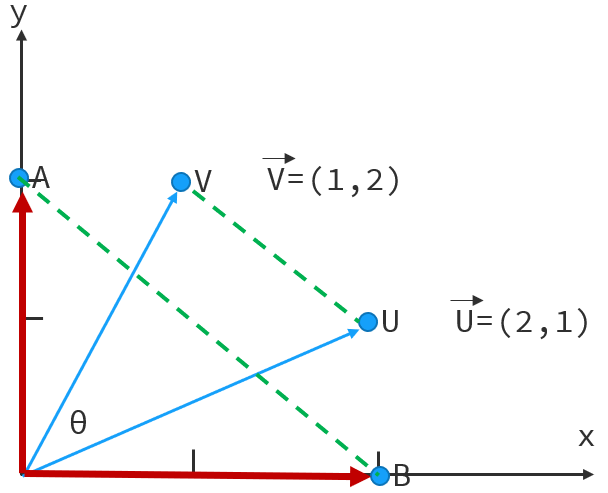 y
A
V
V=(1,2)
U
U=(2,1)
θ
x
B